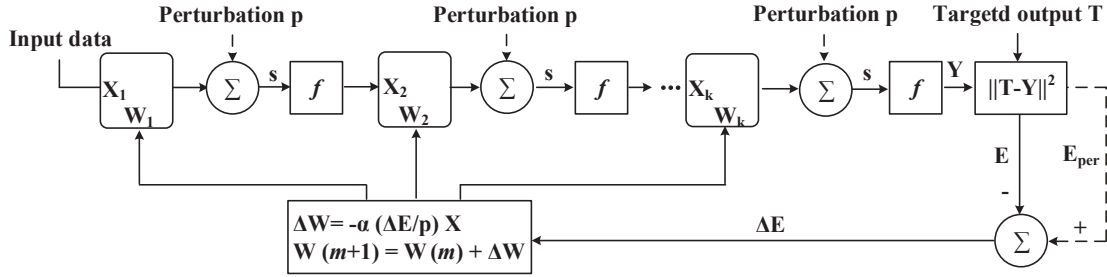 Perturbation p
Perturbation p
Perturbation p
Targetd output T
Input data
X1
W1
Σ
s
f
X2
W2
Σ
s
f
...
Xk
Wk
Σ
s
f
Y
||T-Y||²
E
Eper
-
+
Σ
ΔE
ΔW= -α (ΔE/p) X
W (m+1) = W (m) + ΔW